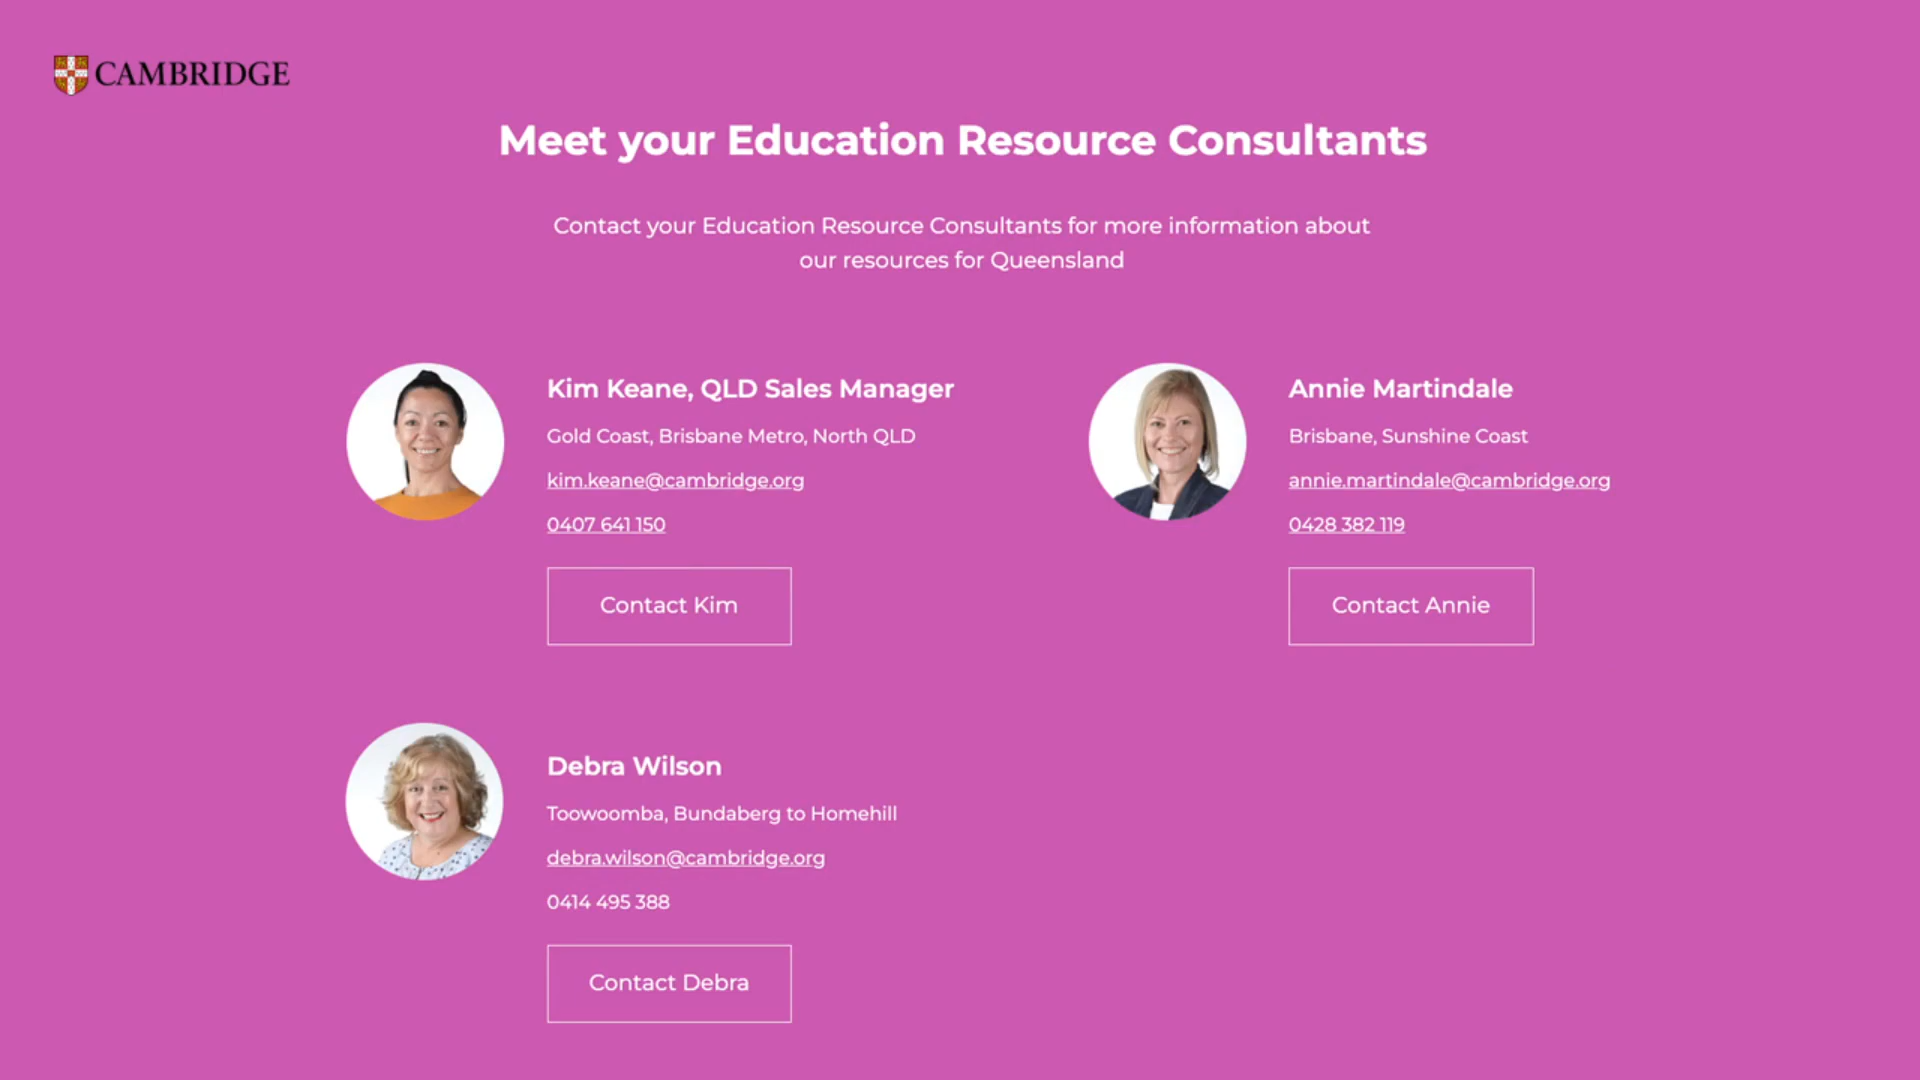 CAMBRIDGE
Meet your Education Resource Consultants
Contact your Education Resource Consultants for more information about
our resources for Queensland
Kim Keane, QLD Sales Manager
Gold Coast, Brisbane Metro, North QLD
kim.keane@cambridge.org
0407 641 150
Contact Kim
Annie Martindale
Brisbane, Sunshine Coast
annie.martindale@cambridge.org
0428 382 119
Contact Annie
Debra Wilson
Toowoomba, Bundaberg to Homehill
debra.wilson@cambridge.org
0414 495 388
Contact Debra